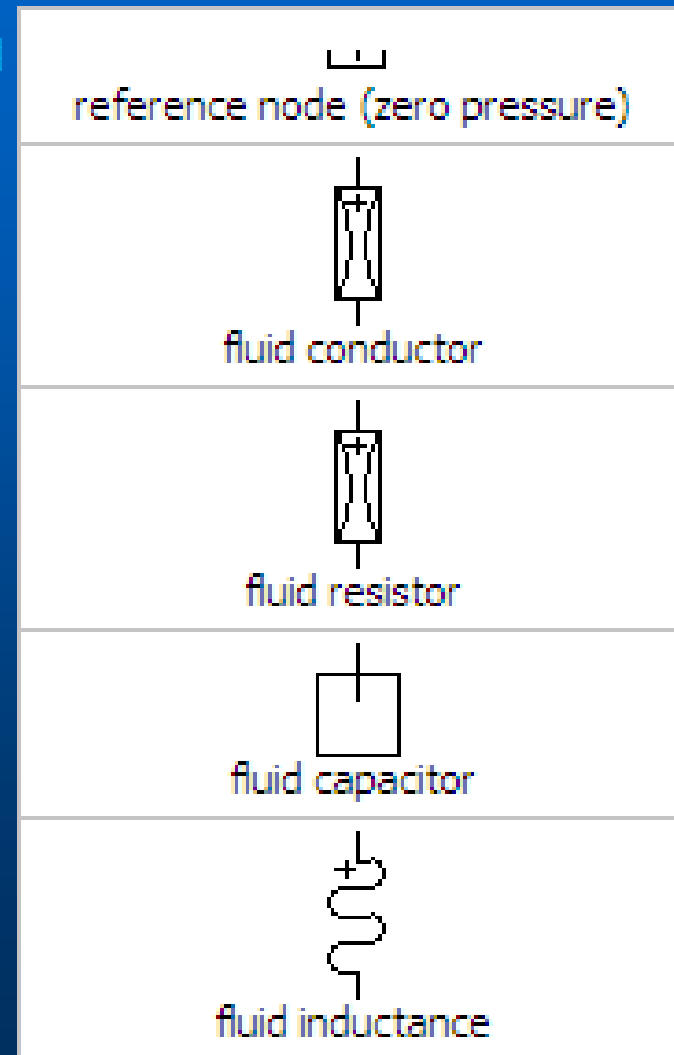 reference node (zero pressure)
fluid conductor
fluid resistor
fluid capacitor
fluid inductance